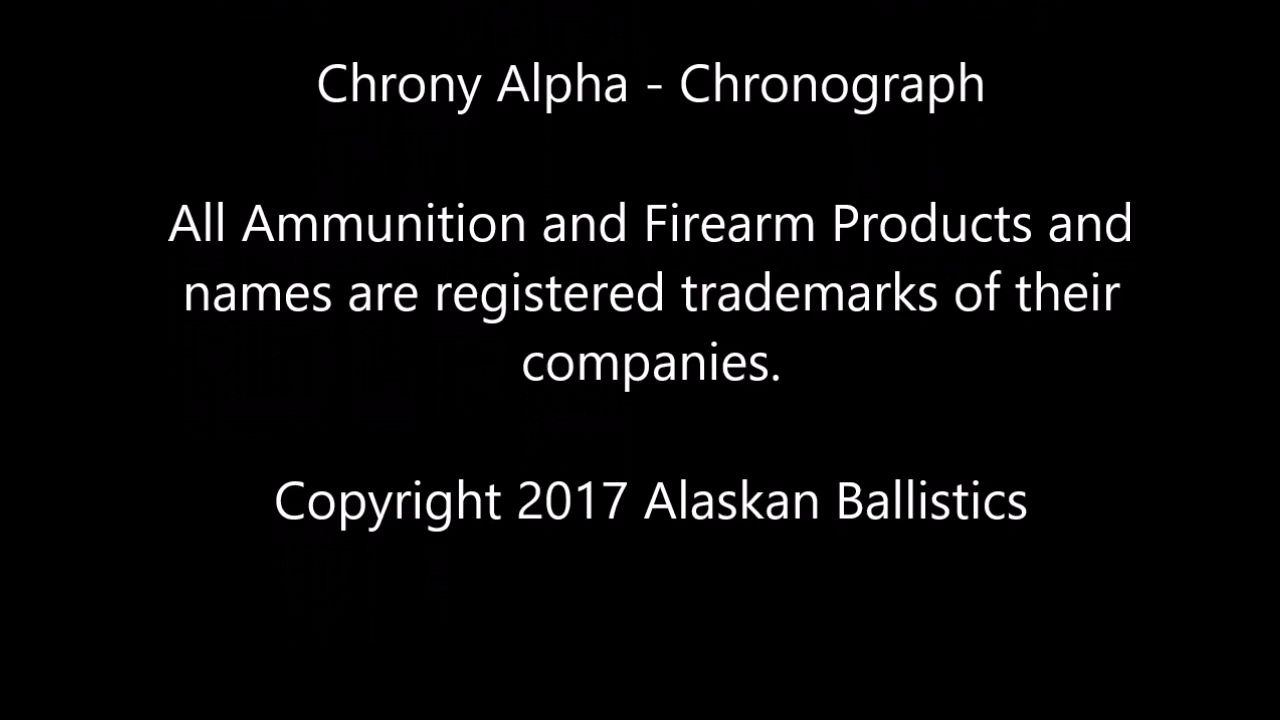 Chrony Alpha - Chronograph
All Ammunition and Firearm Products and
names are registered trademarks of their
companies.
Copyright 2017 Alaskan Ballistics